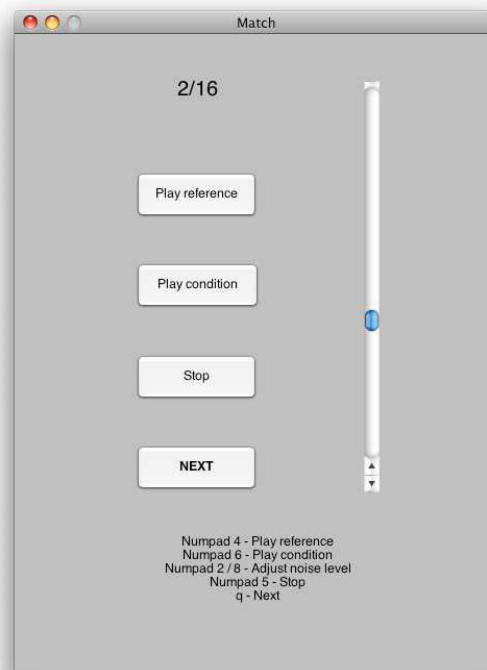 Match
2/16
Play reference
Play condition
Stop
NEXT
Numpad 4 - Play reference
Numpad 6 - Play condition
Numpad 2 / 8 - Adjust noise level
Numpad 5 - Stop
q - Next